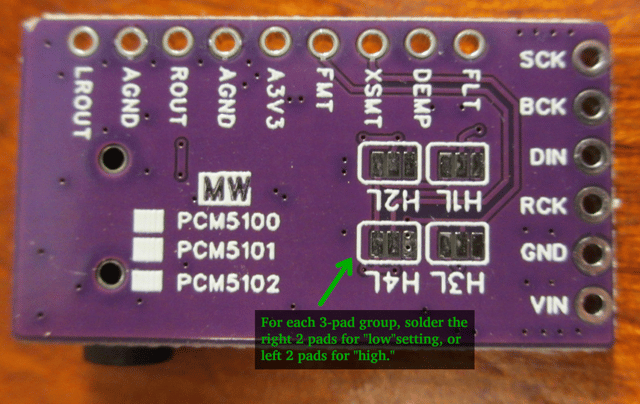 LROUT
AGND
ROUT
AGND
A3V3
FMT
XSMT
DEMP
FLT
SCK
BCK
DIN
RCK
GND
VIN
H2L
H1L
H4L
H3L
MW
PCM5100
PCM5101
PCM5102
For each 3-pad group, solder the
right 2 pads for "low"setting, or
left 2 pads for "high."